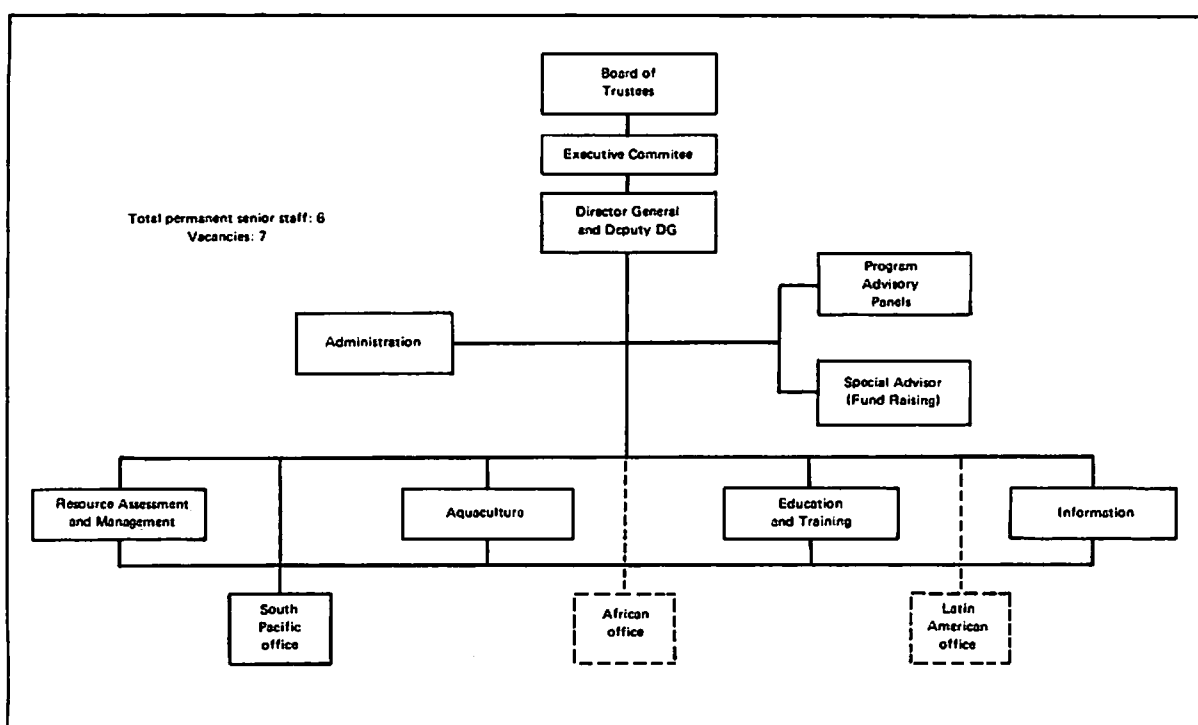 Board of
Trustees
Executive Commitee
Director General
and Deputy DG
Total permanent senior staff: 6
Vacancies: 7
Program
Advisory
Panels
Administration
Special Advisor
(Fund Raising)
Resource Assessment
and Management
Aquaculture
Education
and Training
Information
South
Pacific
office
African
office
Latin
American
office